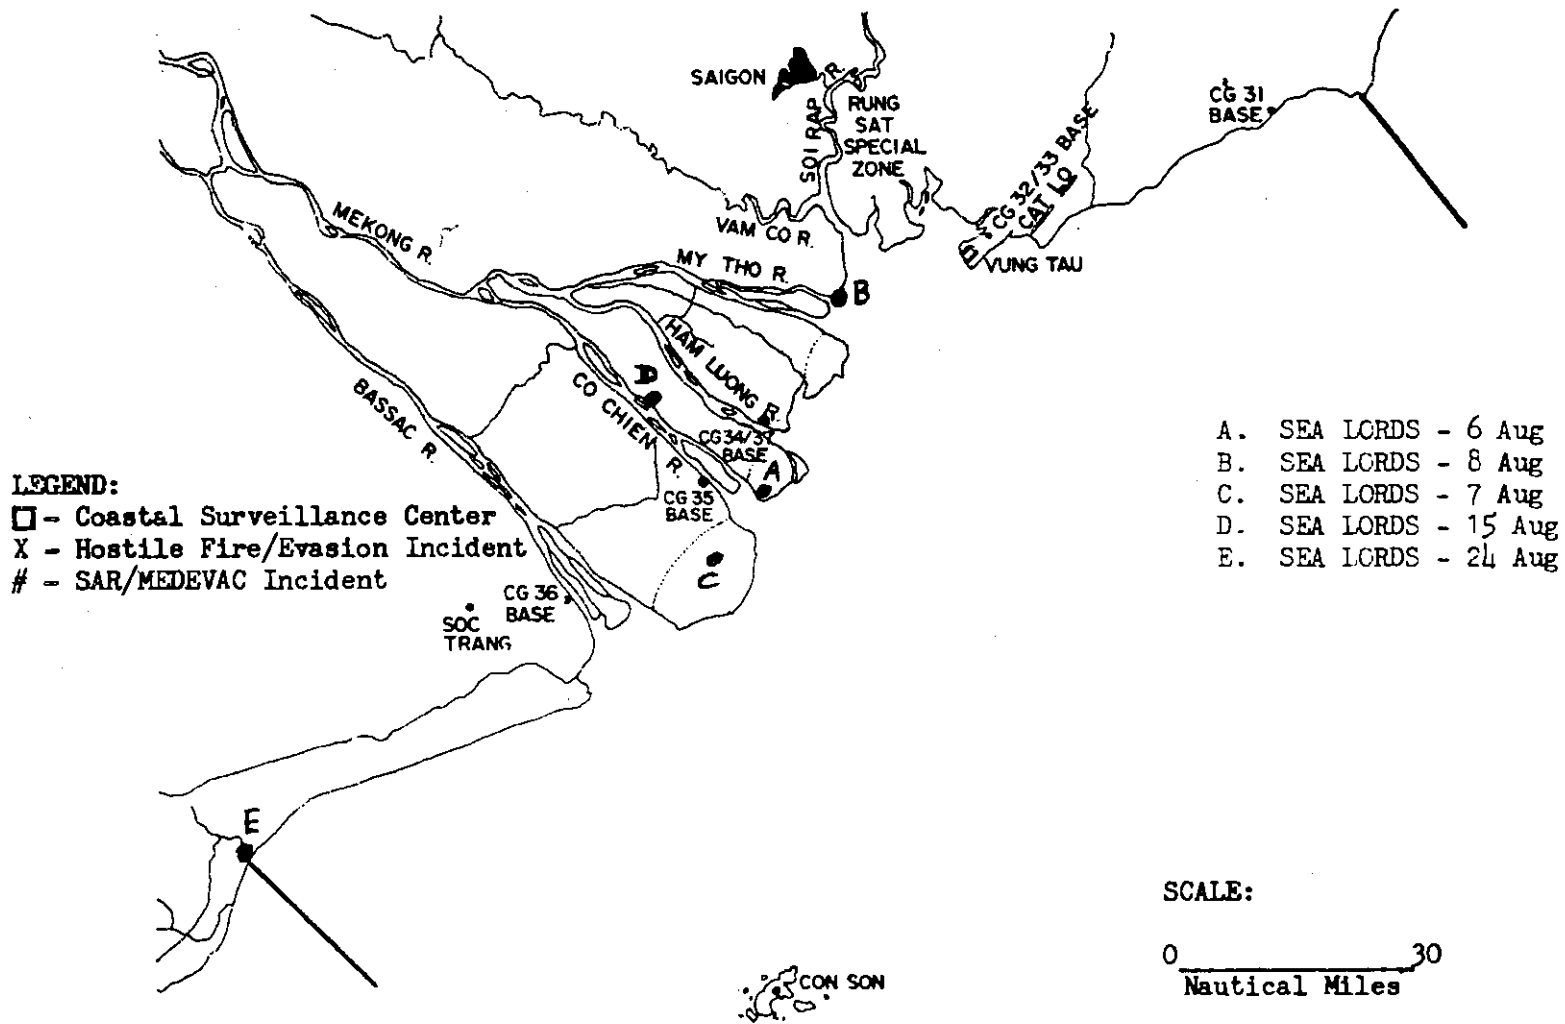 SAIGON
SOI RAP R.
RUNG
SAT
SPECIAL
ZONE
CG 31
BASE
CG 32/33 BASE
CAT LO
VUNG TAU
VAM CO R.
MEKONG R.
MY THO R.
B
HAM LUONG R.
D
CO CHIEN R.
BASSAC R.
CG 34/37
BASE
A
CG 35
BASE
C
CG 36
BASE
SOC
TRANG
E
CON SON
LEGEND:
□ - Coastal Surveillance Center
X - Hostile Fire/Evasion Incident
# - SAR/MEDEVAC Incident
A. SEA LORDS - 6 Aug
B. SEA LORDS - 8 Aug
C. SEA LORDS - 7 Aug
D. SEA LORDS - 15 Aug
E. SEA LORDS - 24 Aug
SCALE:
0 30
Nautical Miles